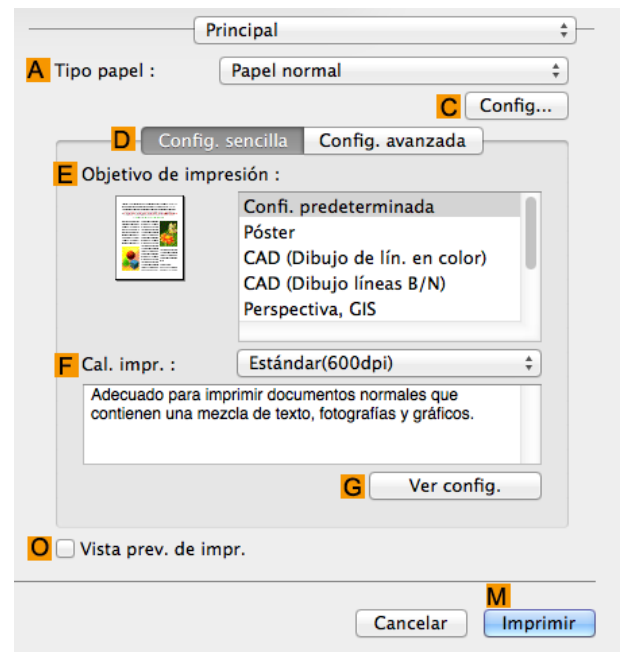 Principal
A Tipo papel : Papel normal
C Config...
D Config. sencilla Config. avanzada
E Objetivo de impresión :
Confi. predeterminada
Póster
CAD (Dibujo de lín. en color)
CAD (Dibujo líneas B/N)
Perspectiva, GIS
F Cal. impr. : Estándar(600dpi)
Adecuado para imprimir documentos normales que
contienen una mezcla de texto, fotografías y gráficos.
G Ver config.
O Vista prev. de impr.
M
Cancelar Imprimir